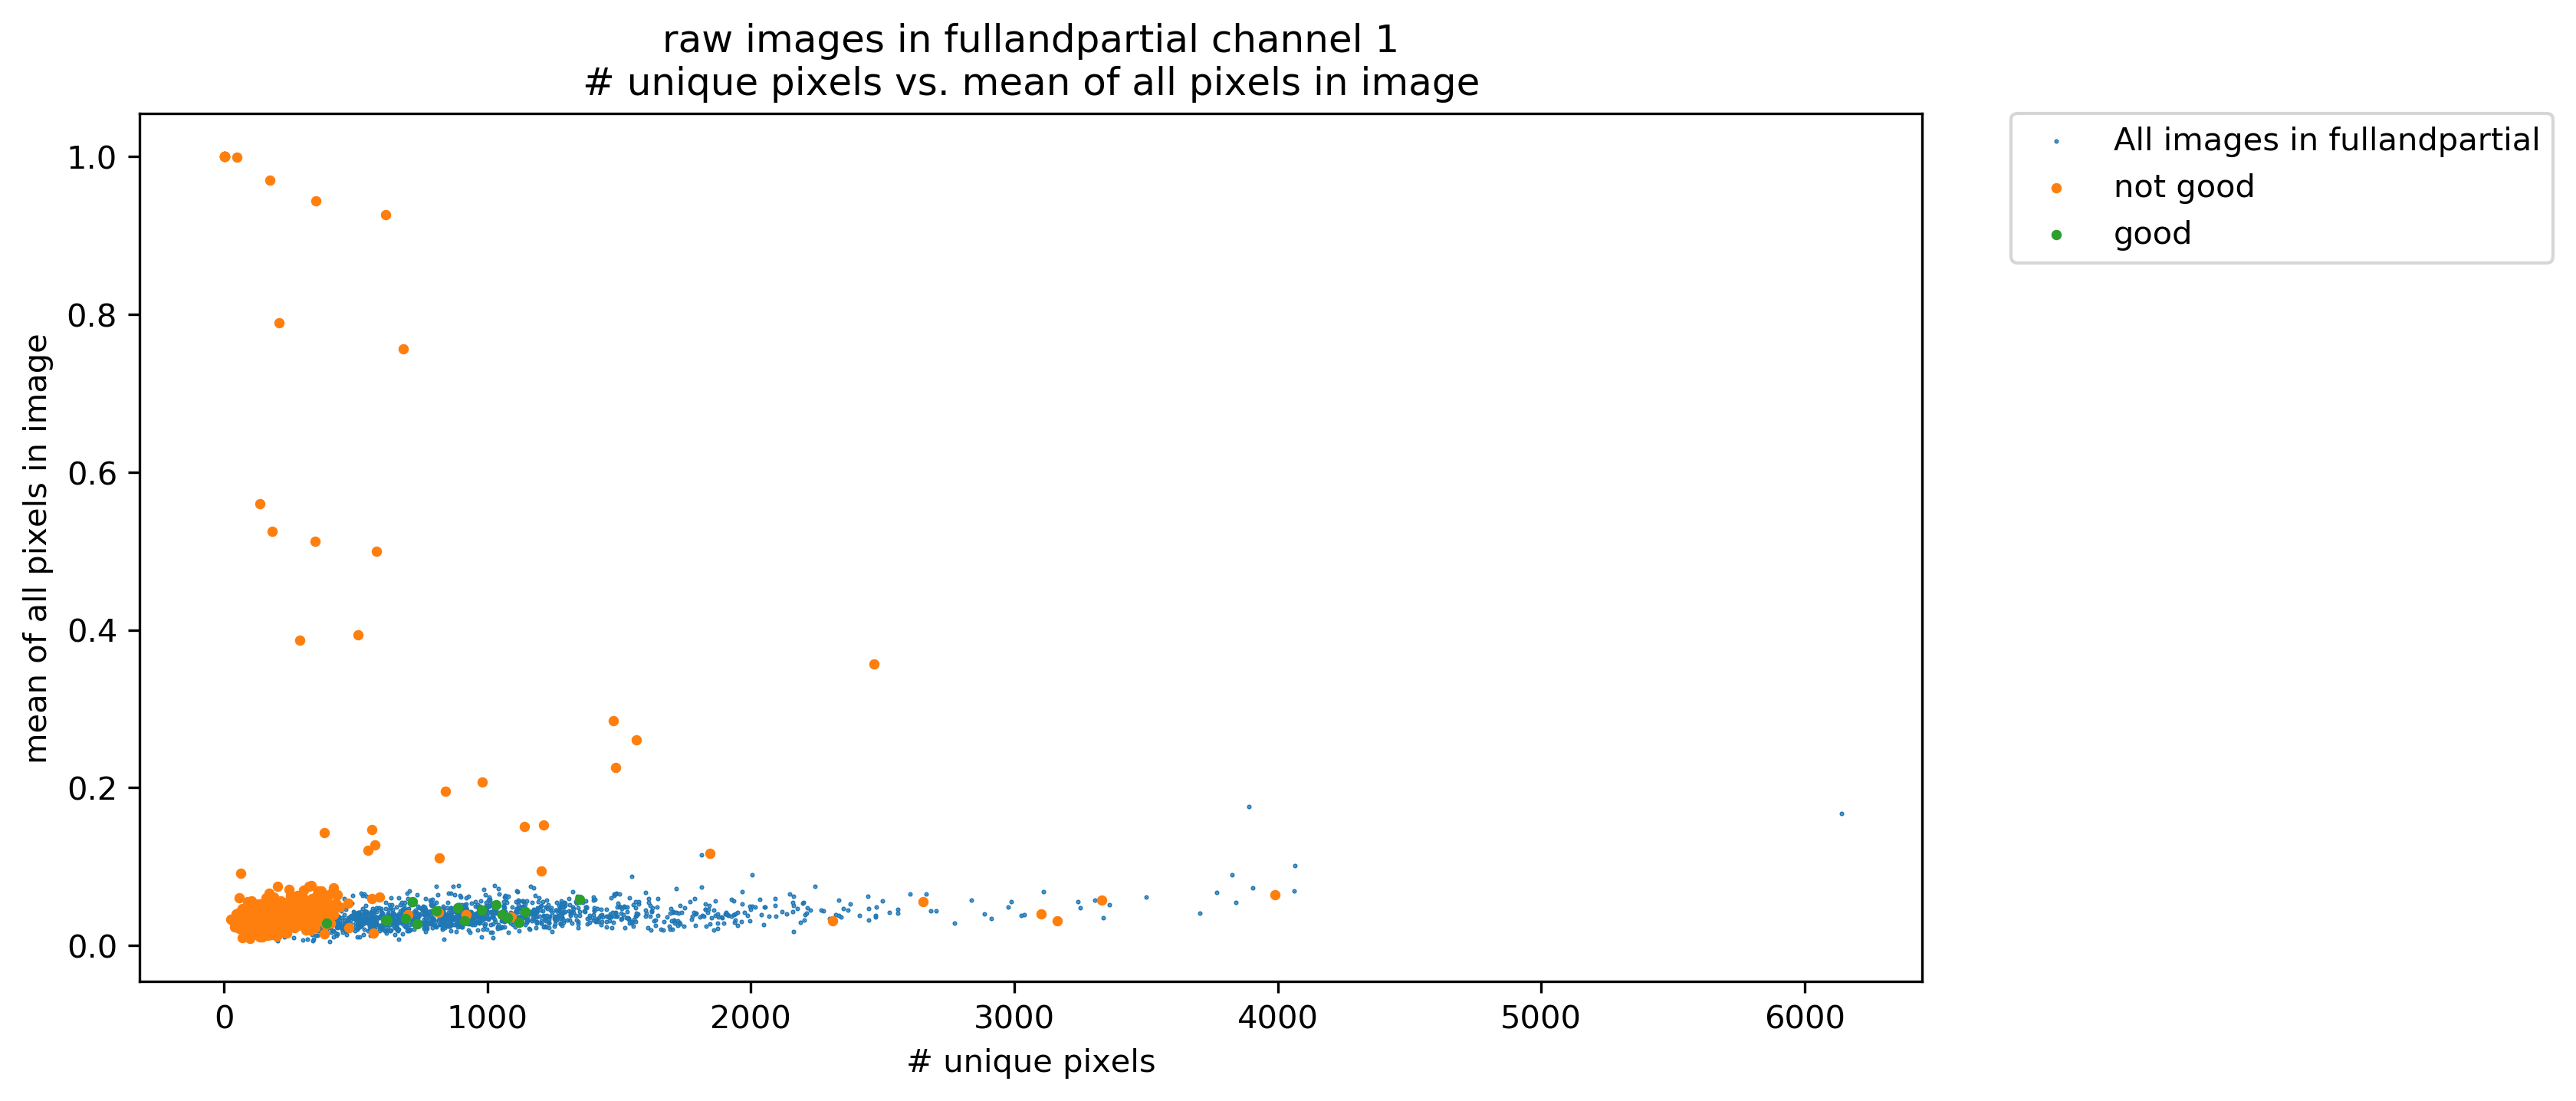 raw images in fullandpartial channel 1
# unique pixels vs. mean of all pixels in image
All images in fullandpartial
not good
good
mean of all pixels in image
1.0
0.8
0.6
0.4
0.2
0.0
0 1000 2000 3000 4000 5000 6000
# unique pixels